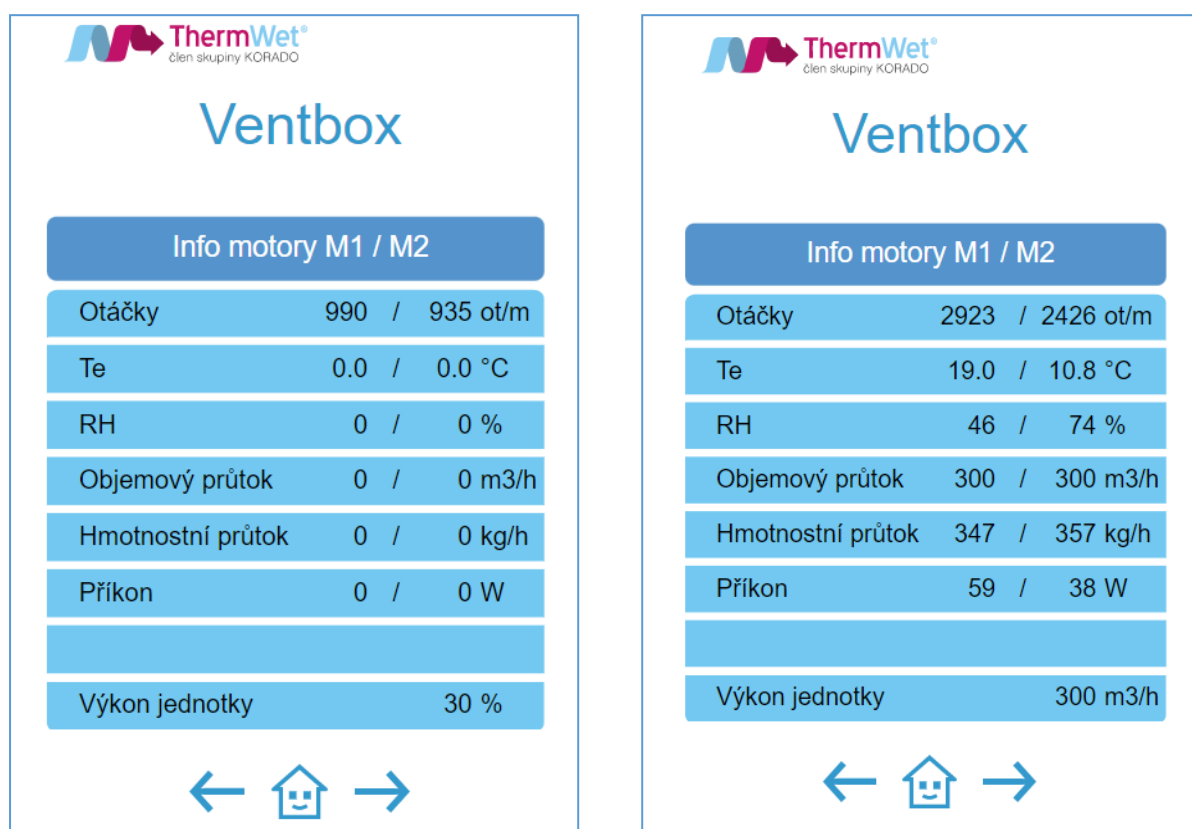 ThermWet®
člen skupiny KORADO
Ventbox
Info motory M1 / M2
Otáčky 990 / 935 ot/m
Te 0.0 / 0.0 °C
RH 0 / 0 %
Objemový průtok 0 / 0 m3/h
Hmotnostní průtok 0 / 0 kg/h
Příkon 0 / 0 W
Výkon jednotky 30 %
ThermWet®
člen skupiny KORADO
Ventbox
Info motory M1 / M2
Otáčky 2923 / 2426 ot/m
Te 19.0 / 10.8 °C
RH 46 / 74 %
Objemový průtok 300 / 300 m3/h
Hmotnostní průtok 347 / 357 kg/h
Příkon 59 / 38 W
Výkon jednotky 300 m3/h